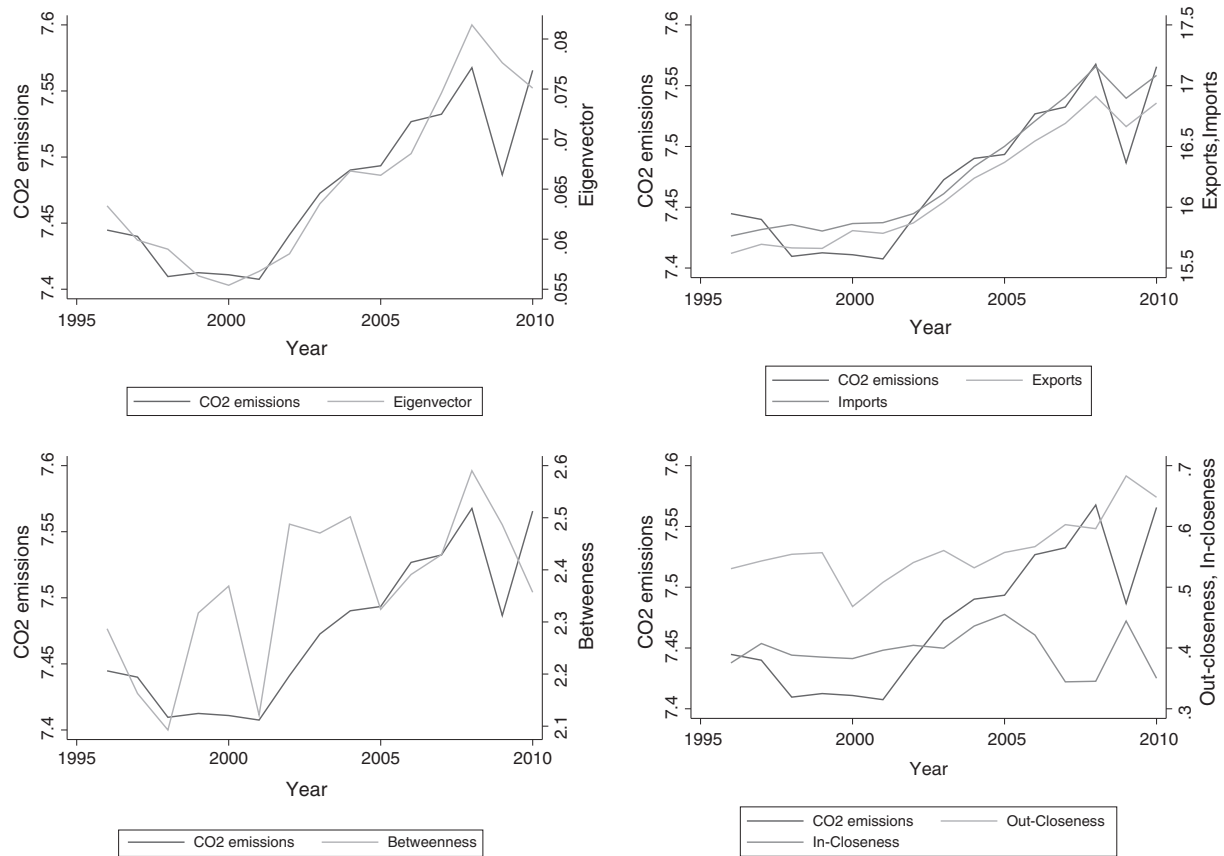 7.6
7.55
7.5
7.45
7.4
CO2 emissions
.08
.075
.07
.065
.06
.055
Eigenvector
1995 2000 2005 2010
Year
CO2 emissions Eigenvector
7.6
7.55
7.5
7.45
7.4
CO2 emissions
17.5
17
16.5
16
15.5
Exports,Imports
1995 2000 2005 2010
Year
CO2 emissions Exports
Imports
7.6
7.55
7.5
7.45
7.4
CO2 emissions
2.6
2.5
2.4
2.3
2.2
2.1
Betweeness
1995 2000 2005 2010
Year
CO2 emissions Betweenness
7.6
7.55
7.5
7.45
7.4
CO2 emissions
.7
.6
.5
.4
.3
Out-closeness, In-closeness
1995 2000 2005 2010
Year
CO2 emissions Out-Closeness
In-Closeness